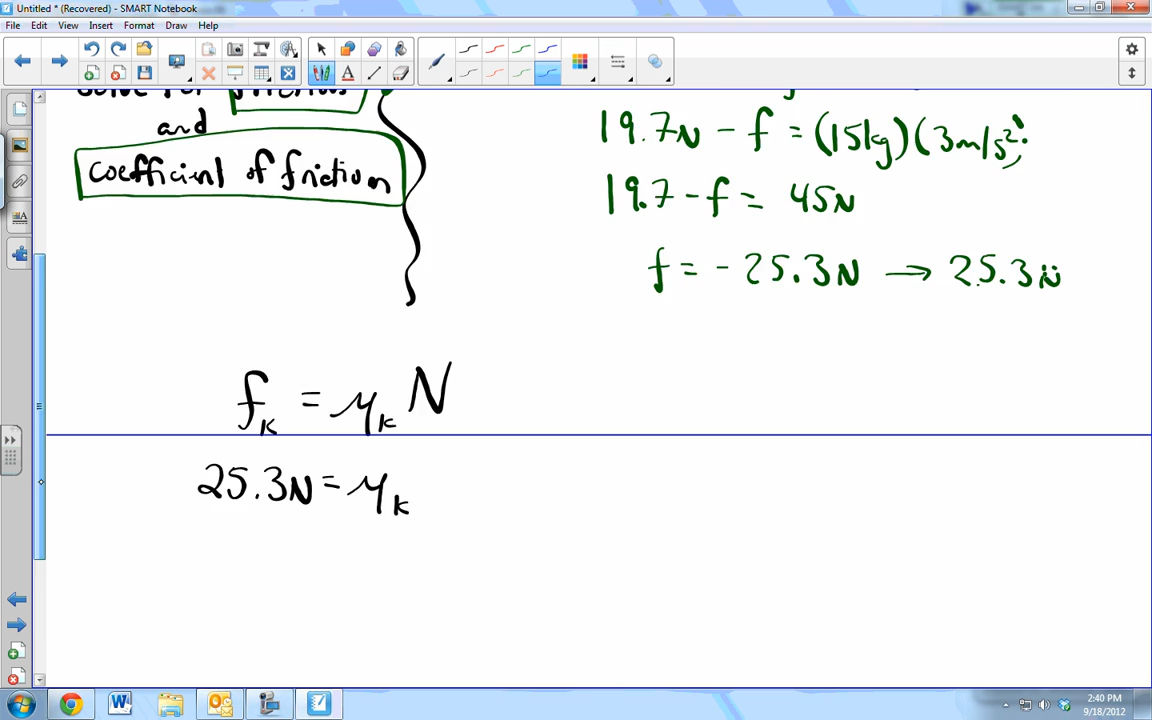 Untitled * (Recovered) - SMART Notebook
File Edit View Insert Format Draw Help
and
coefficient of friction
19.7N - f = (15kg)(3m/s²
19.7 - f = 45N
f = - 25.3N → 25.3N
fₖ = μₖ N
25.3N = μₖ
2:40 PM
9/18/2012